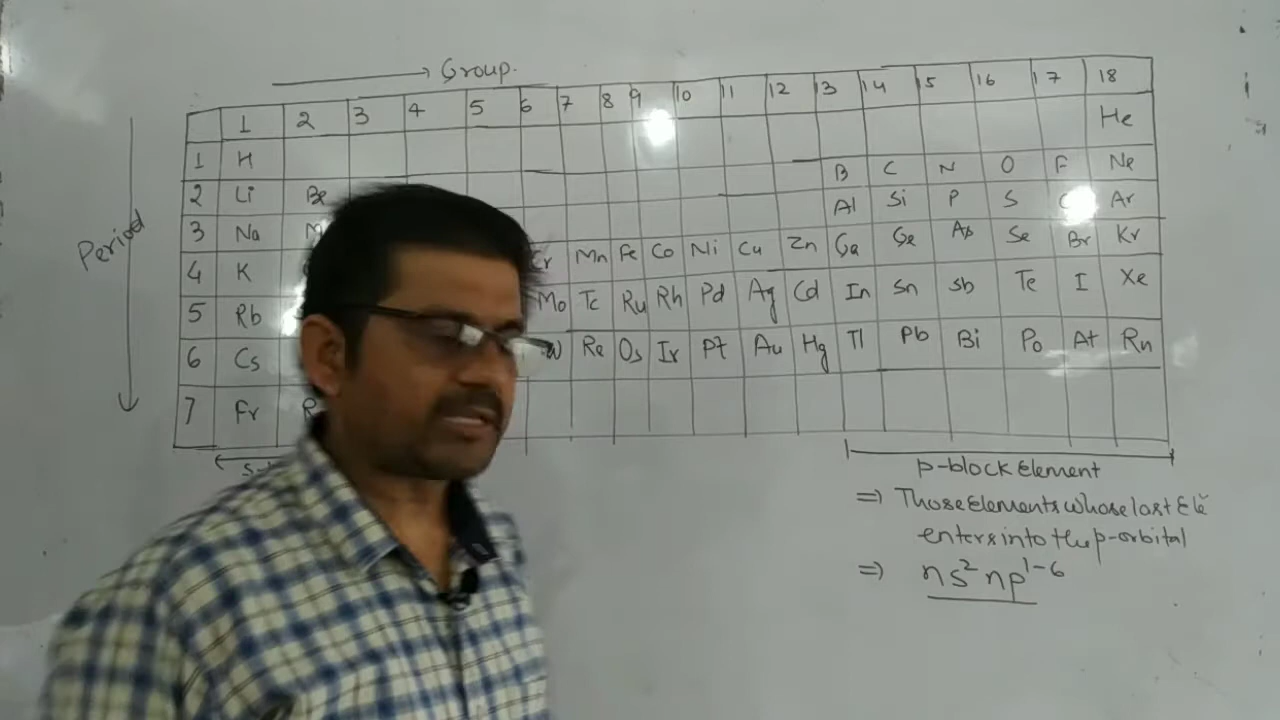 Group.
1 2 3 4 5 6 7 8 9 10 11 12 13 14 15 16 17 18
He
1 H
B C N O F Ne
2 Li Be
Al Si P S Ar
3 Na
Cr Mn Fe Co Ni Cu Zn Ga Ge As Se Br Kr
4 K
Mo Tc Ru Rh Pd Ag Cd In Sn Sb Te I Xe
5 Rb
W Re Os Ir Pt Au Hg Tl Pb Bi Po At Rn
6 Cs
7 Fr
Period
p-block Element
⇒ Those Elements whose last Ele
enters into the p-orbital
⇒ ns² np¹⁻⁶